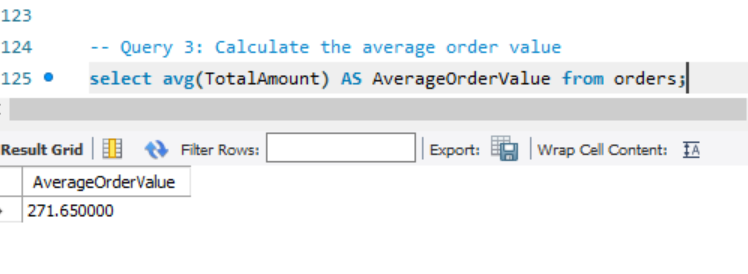 123
124 -- Query 3: Calculate the average order value
125 select avg(TotalAmount) AS AverageOrderValue from orders;
Result Grid Filter Rows: Export: Wrap Cell Content:
AverageOrderValue
271.650000